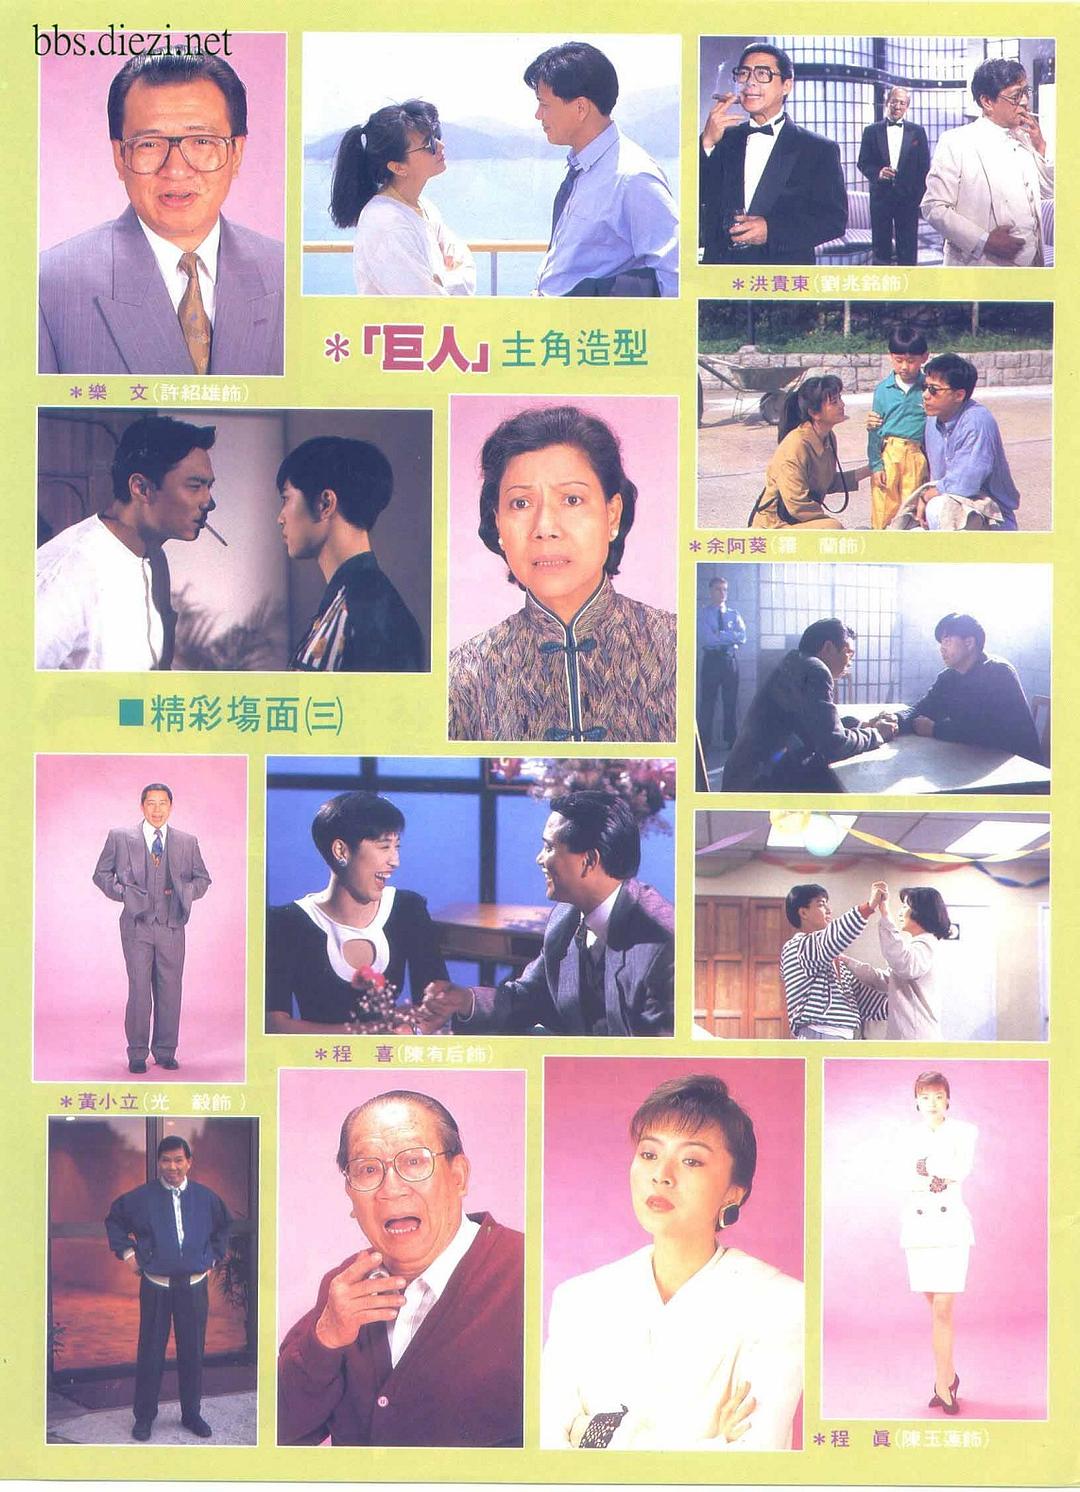 bbs.diezi.net
＊洪貴東(劉兆銘飾)
＊「巨人」主角造型
＊樂　文(許紹雄飾)
＊余阿葵(羅　蘭飾)
■精彩場面(三)
＊程　喜(陳有后飾)
＊黃小立(光　毅飾)
＊程　眞(陳玉蓮飾)